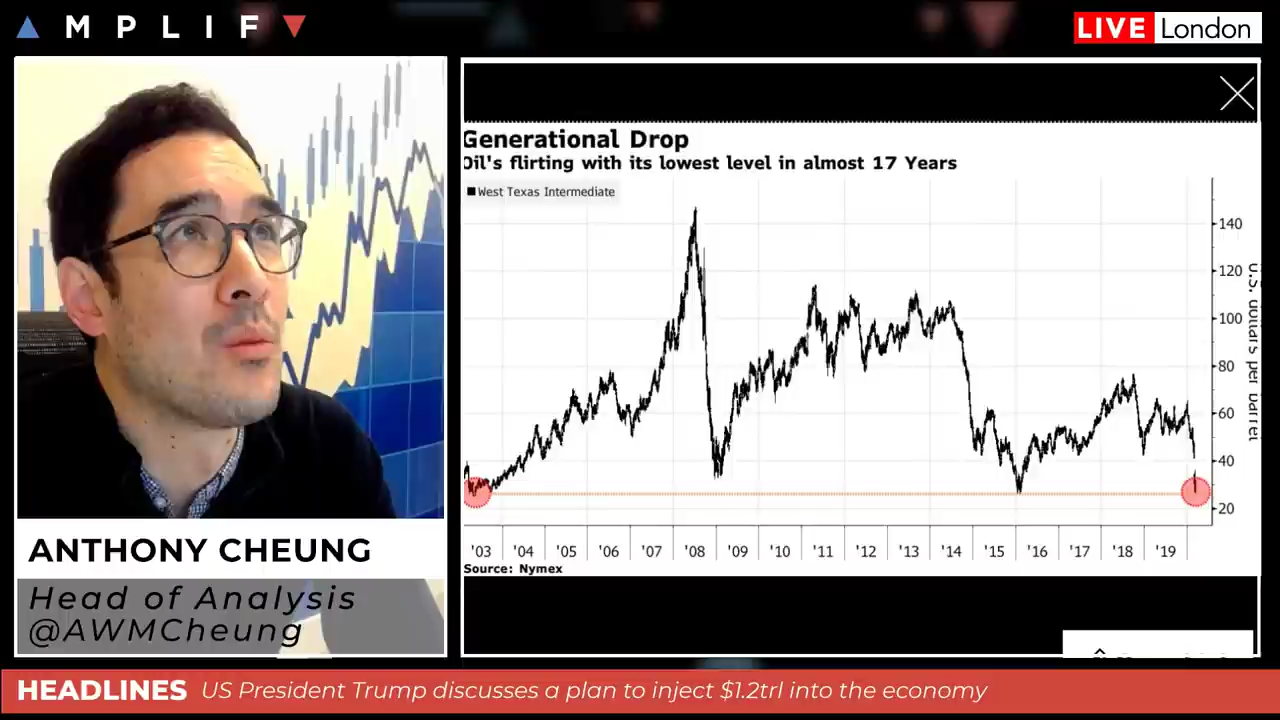 ▲ M P L I F ▼
LIVE London
Generational Drop
Oil's flirting with its lowest level in almost 17 Years
West Texas Intermediate
140
120
100
80
60
40
20
U.S. dollars per barrel
'03 '04 '05 '06 '07 '08 '09 '10 '11 '12 '13 '14 '15 '16 '17 '18 '19
Source: Nymex
ANTHONY CHEUNG
Head of Analysis
@AWMCheung
HEADLINES US President Trump discusses a plan to inject $1.2trl into the economy